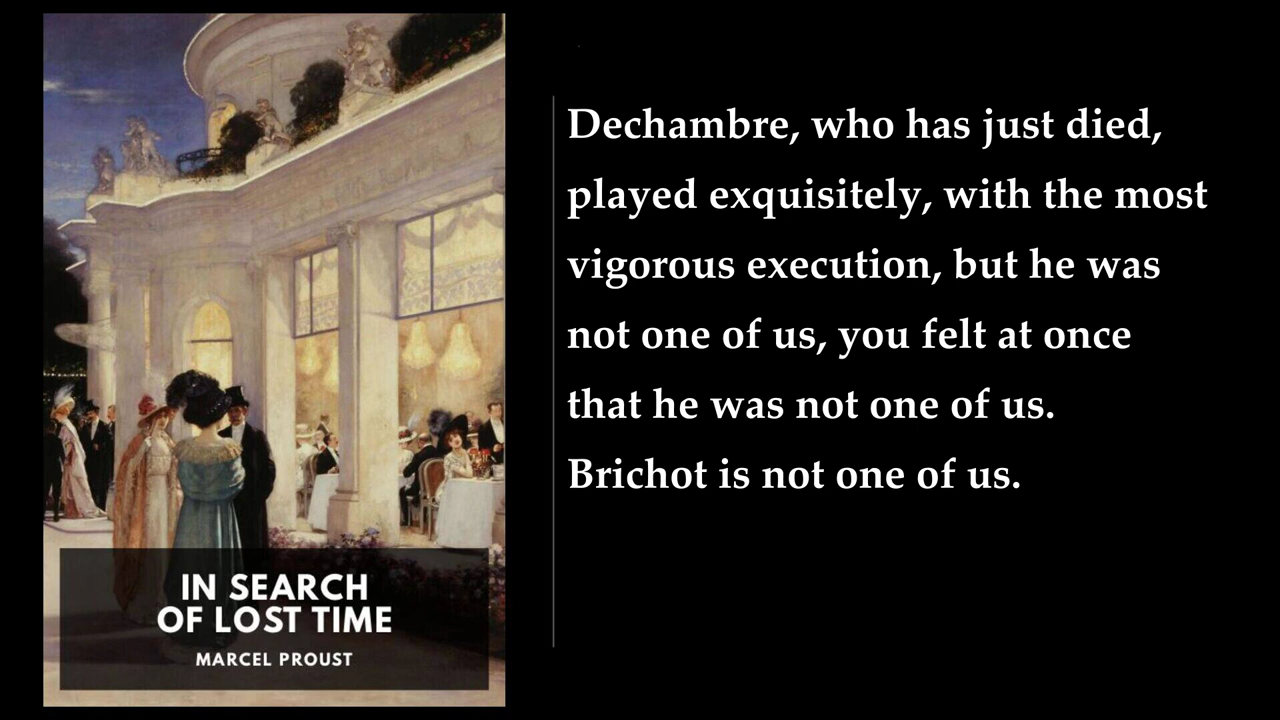 IN SEARCH
OF LOST TIME
MARCEL PROUST
Dechambre, who has just died,
played exquisitely, with the most
vigorous execution, but he was
not one of us, you felt at once
that he was not one of us.
Brichot is not one of us.